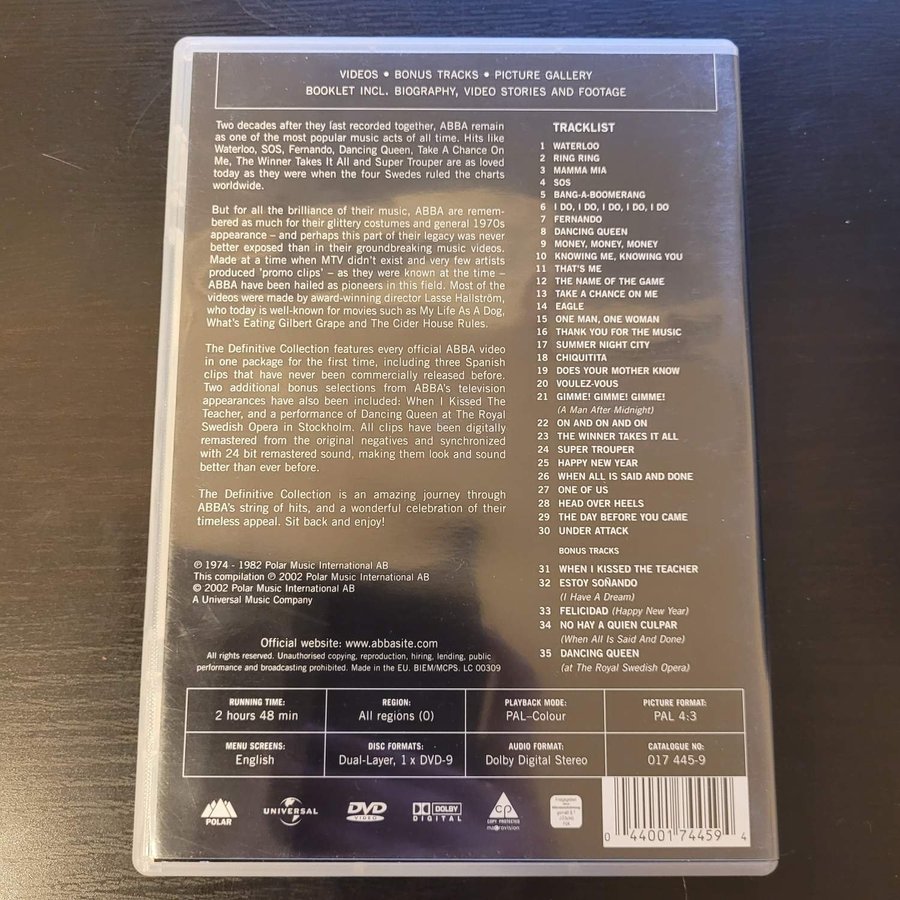 VIDEOS • BONUS TRACKS • PICTURE GALLERY
BOOKLET INCL. BIOGRAPHY, VIDEO STORIES AND FOOTAGE
Two decades after they last recorded together, ABBA remain
as one of the most popular music acts of all time. Hits like
Waterloo, SOS, Fernando, Dancing Queen, Take A Chance On
Me, The Winner Takes It All and Super Trouper are as loved
today as they were when the four Swedes ruled the charts
worldwide.
But for all the brilliance of their music, ABBA are remem-
bered as much for their glittery costumes and general 1970s
appearance – and perhaps this part of their legacy was never
better exposed than in their groundbreaking music videos.
Made at a time when MTV didn't exist and very few artists
produced 'promo clips' – as they were known at the time –
ABBA have been hailed as pioneers in this field. Most of the
videos were made by award-winning director Lasse Hallström,
who today is well-known for movies such as My Life As A Dog,
What's Eating Gilbert Grape and The Cider House Rules.
The Definitive Collection features every official ABBA video
in one package for the first time, including three Spanish
clips that have never been commercially released before.
Two additional bonus selections from ABBA's television
appearances have also been included: When I Kissed The
Teacher, and a performance of Dancing Queen at The Royal
Swedish Opera in Stockholm. All clips have been digitally
remastered from the original negatives and synchronized
with 24 bit remastered sound, making them look and sound
better than ever before.
The Definitive Collection is an amazing journey through
ABBA's string of hits, and a wonderful celebration of their
timeless appeal. Sit back and enjoy!
℗ 1974 - 1982 Polar Music International AB
This compilation ℗ 2002 Polar Music International AB
© 2002 Polar Music International AB
A Universal Music Company
Official website: www.abbasite.com
All rights reserved. Unauthorised copying, reproduction, hiring, lending, public
performance and broadcasting prohibited. Made in the EU. BIEM/MCPS. LC 00309
TRACKLIST
1 WATERLOO
2 RING RING
3 MAMMA MIA
4 SOS
5 BANG-A-BOOMERANG
6 I DO, I DO, I DO, I DO, I DO
7 FERNANDO
8 DANCING QUEEN
9 MONEY, MONEY, MONEY
10 KNOWING ME, KNOWING YOU
11 THAT'S ME
12 THE NAME OF THE GAME
13 TAKE A CHANCE ON ME
14 EAGLE
15 ONE MAN, ONE WOMAN
16 THANK YOU FOR THE MUSIC
17 SUMMER NIGHT CITY
18 CHIQUITITA
19 DOES YOUR MOTHER KNOW
20 VOULEZ-VOUS
21 GIMME! GIMME! GIMME!
(A Man After Midnight)
22 ON AND ON AND ON
23 THE WINNER TAKES IT ALL
24 SUPER TROUPER
25 HAPPY NEW YEAR
26 WHEN ALL IS SAID AND DONE
27 ONE OF US
28 HEAD OVER HEELS
29 THE DAY BEFORE YOU CAME
30 UNDER ATTACK
BONUS TRACKS
31 WHEN I KISSED THE TEACHER
32 ESTOY SOÑANDO
(I Have A Dream)
33 FELICIDAD (Happy New Year)
34 NO HAY A QUIEN CULPAR
(When All Is Said And Done)
35 DANCING QUEEN
(at The Royal Swedish Opera)
RUNNING TIME:
2 hours 48 min
REGION:
All regions (0)
PLAYBACK MODE:
PAL–Colour
PICTURE FORMAT:
PAL 4:3
MENU SCREENS:
English
DISC FORMATS:
Dual-Layer, 1 x DVD-9
AUDIO FORMAT:
Dolby Digital Stereo
CATALOGUE NO:
017 445-9
POLAR
UNIVERSAL
DVD
VIDEO
DOLBY
DIGITAL
CP
COPY PROTECTED
macrovision
0 44001 74459 4